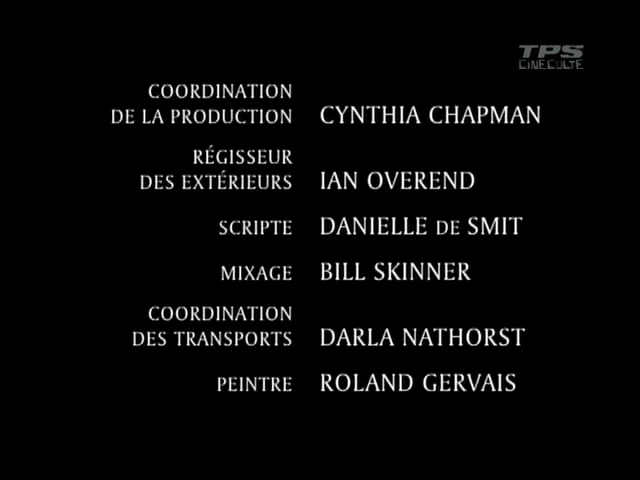 TPS
CINECULTE
COORDINATION
DE LA PRODUCTION CYNTHIA CHAPMAN
RÉGISSEUR
DES EXTÉRIEURS IAN OVEREND
SCRIPTE DANIELLE DE SMIT
MIXAGE BILL SKINNER
COORDINATION
DES TRANSPORTS DARLA NATHORST
PEINTRE ROLAND GERVAIS